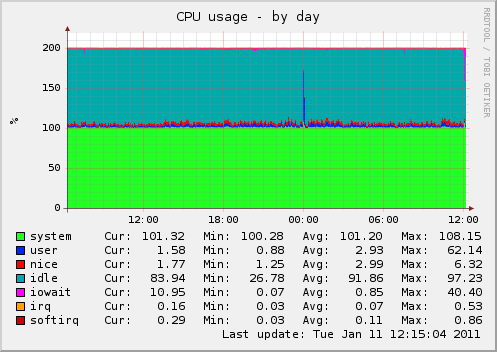 CPU usage - by day
RRDTOOL / TOBI OETIKER
%
200
150
100
50
0
12:00 18:00 00:00 06:00 12:00
system Cur: 101.32 Min: 100.28 Avg: 101.20 Max: 108.15
user Cur: 1.58 Min: 0.88 Avg: 2.93 Max: 62.14
nice Cur: 1.77 Min: 1.25 Avg: 2.99 Max: 6.32
idle Cur: 83.94 Min: 26.78 Avg: 91.86 Max: 97.23
iowait Cur: 10.95 Min: 0.07 Avg: 0.85 Max: 40.40
irq Cur: 0.16 Min: 0.03 Avg: 0.07 Max: 0.53
softirq Cur: 0.29 Min: 0.03 Avg: 0.11 Max: 0.86
Last update: Tue Jan 11 12:15:04 2011